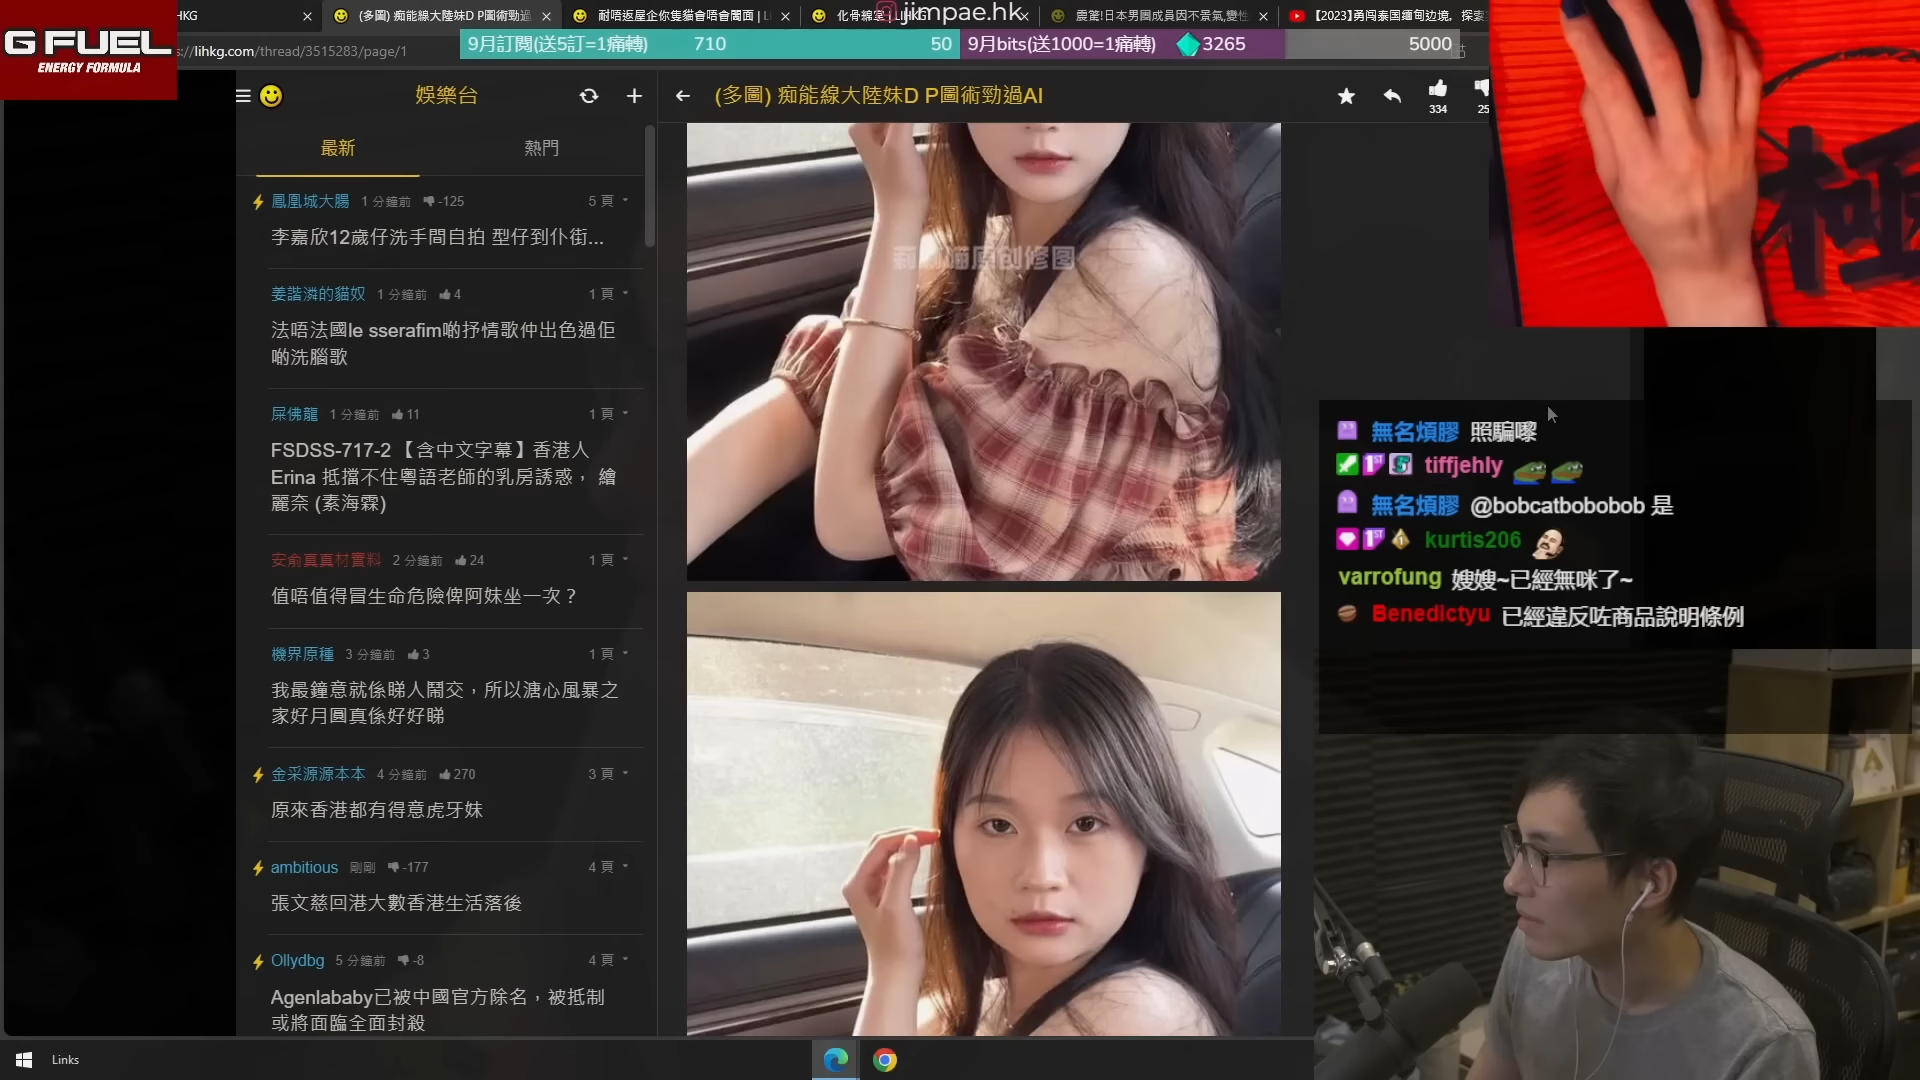 HKG
(多圖) 痴能線大陸妹D P圖術勁過
耐唔返屋企你隻貓會唔會閙面 | L
化骨綿掌 | LIHKG
jimpae.hk
震驚!日本男團成員因不景氣,變性
【2023】勇闯泰国缅甸边境，探索
G FUEL
ENERGY FORMULA
://lihkg.com/thread/3515283/page/1
9月訂閱(送5訂=1痛轉) 710 50
9月bits(送1000=1痛轉) 3265 5000
娛樂台
(多圖) 痴能線大陸妹D P圖術勁過AI
334
25
最新
熱門
鳳凰城大腸 1 分鐘前 -125 5 頁
李嘉欣12歲仔洗手間自拍 型仔到仆街...
姜諧潾的貓奴 1 分鐘前 4 1 頁
法唔法國le sserafim啲抒情歌仲出色過佢
啲洗腦歌
屎佛龍 1 分鐘前 11 1 頁
FSDSS-717-2 【含中文字幕】香港人
Erina 抵擋不住粵語老師的乳房誘惑， 繪
麗奈 (素海霖)
安俞真真材實料 2 分鐘前 24 1 頁
值唔值得冒生命危險俾阿妹坐一次？
機界原種 3 分鐘前 3 1 頁
我最鐘意就係睇人鬧交，所以溏心風暴之
家好月圓真係好好睇
金采源源本本 4 分鐘前 270 3 頁
原來香港都有得意虎牙妹
ambitious 剛剛 -177 4 頁
張文慈回港大數香港生活落後
Ollydbg 5 分鐘前 -8 4 頁
Agenlababy已被中國官方除名，被抵制
或將面臨全面封殺
猫原创修图
極
無名煩膠 照騙嚟
tiffjehly
無名煩膠 @bobcatbobobob 是
kurtis206
varrofung 嫂嫂~已經無咪了~
Benedictyu 已經違反咗商品說明條例
Links